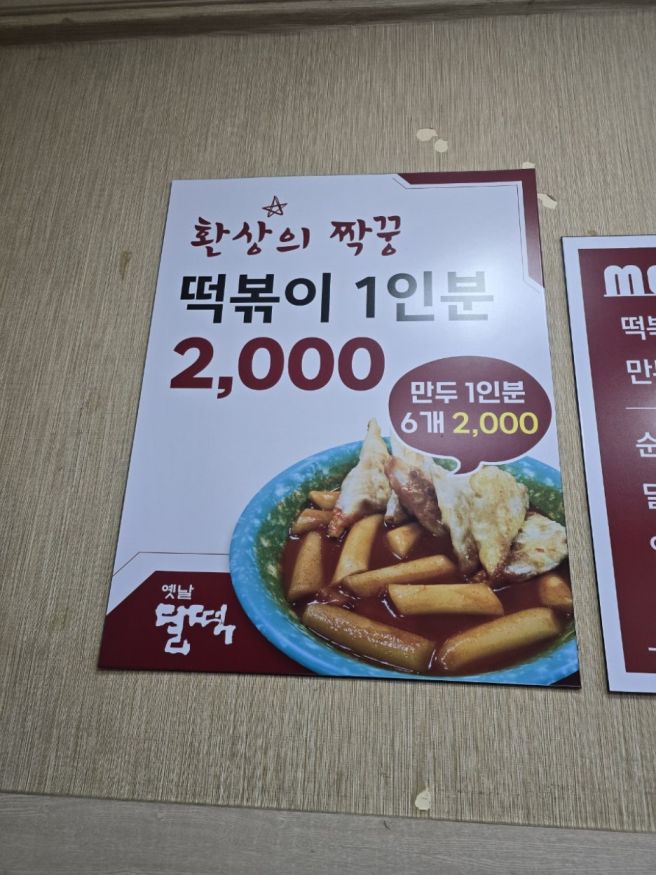 환상의 짝꿍
떡볶이 1인분
2,000
만두 1인분
6개 2,000
옛날
달떡